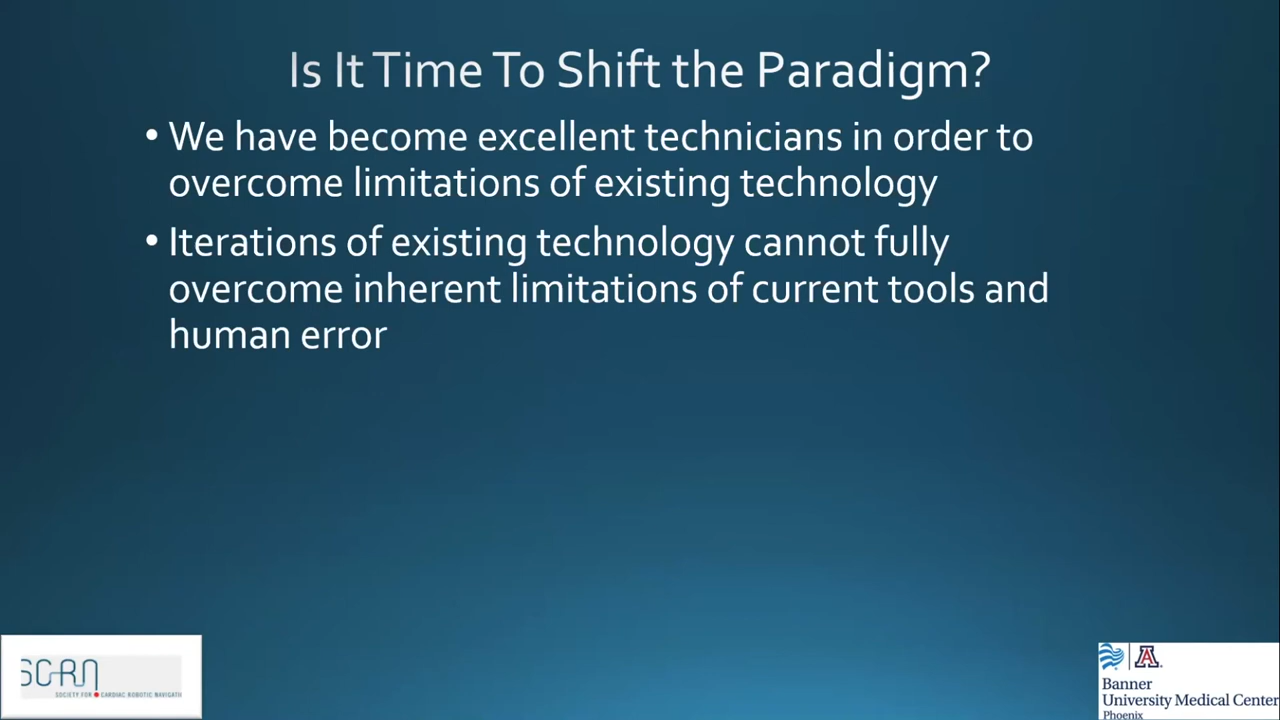 Is It Time To Shift the Paradigm?
• We have become excellent technicians in order to
overcome limitations of existing technology
• Iterations of existing technology cannot fully
overcome inherent limitations of current tools and
human error
SCRN
SOCIETY FOR CARDIAC ROBOTIC NAVIGATI
A
Banner
University Medical Center
Phoenix